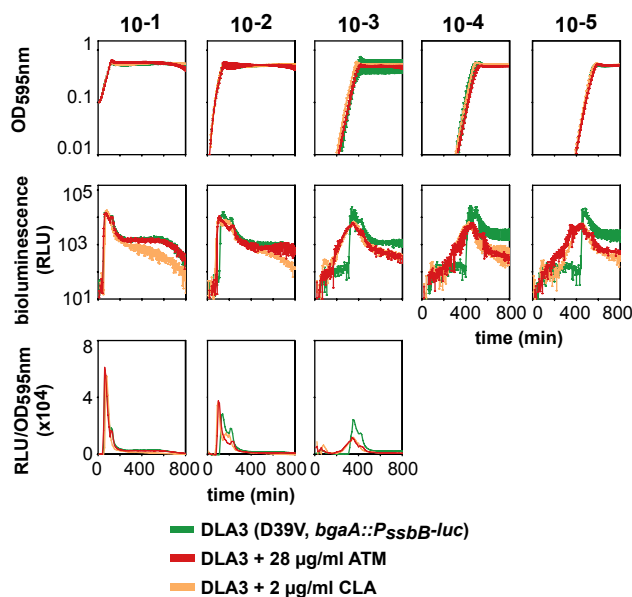 10-1 10-2 10-3 10-4 10-5
OD595nm
1
0.1
0.01
bioluminescence
(RLU)
105
103
101
0 400 800
0 400 800
time (min)
RLU/OD595nm
(x104)
8
4
0
0 400 800
0 400 800
0 400 800
time (min)
DLA3 (D39V, bgaA::PssbB-luc)
DLA3 + 28 µg/ml ATM
DLA3 + 2 µg/ml CLA